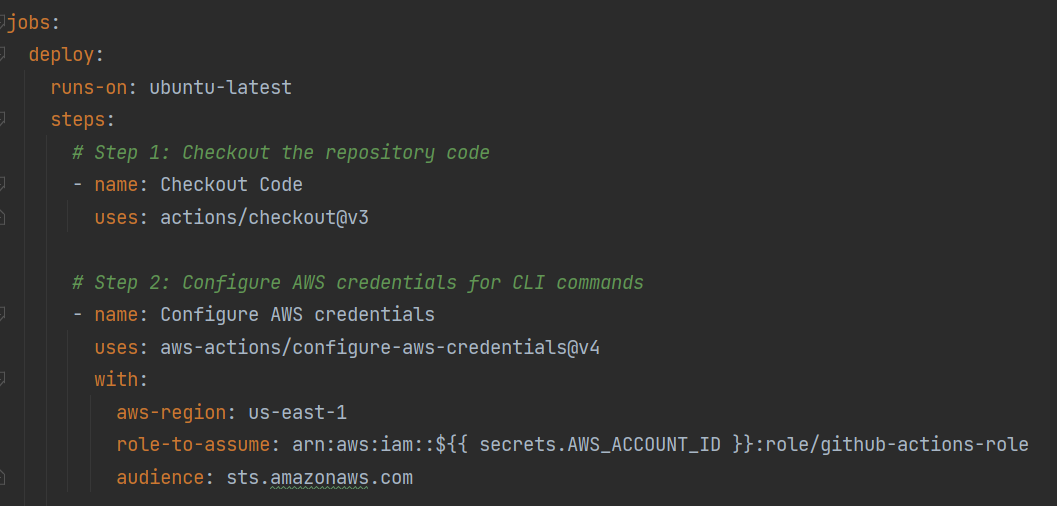 jobs:
deploy:
runs-on: ubuntu-latest
steps:
# Step 1: Checkout the repository code
- name: Checkout Code
uses: actions/checkout@v3
# Step 2: Configure AWS credentials for CLI commands
- name: Configure AWS credentials
uses: aws-actions/configure-aws-credentials@v4
with:
aws-region: us-east-1
role-to-assume: arn:aws:iam::${{ secrets.AWS_ACCOUNT_ID }}:role/github-actions-role
audience: sts.amazonaws.com